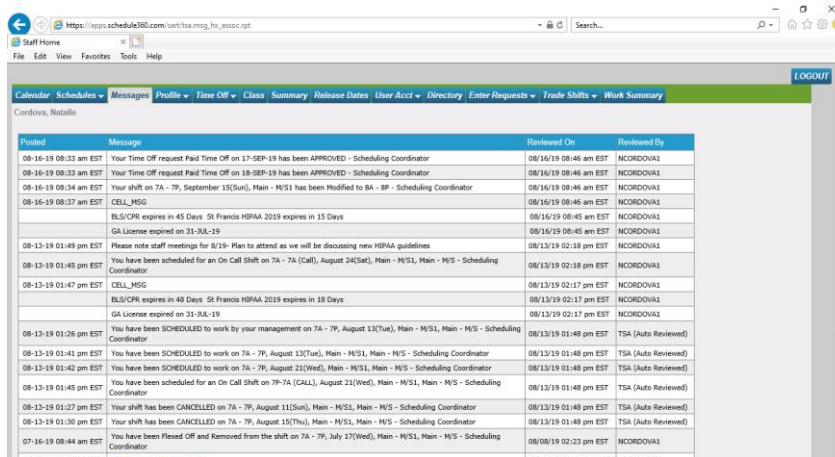 https://apps.schedule360.com/sart/tsa.msg_hx_assoc.rpt
Search...
Staff Home
File Edit View Favorites Tools Help
LOGOUT
Calendar Schedules Messages Profile Time Off Class Summary Release Dates User Acct Directory Enter Requests Trade Shifts Work Summary
Cordova, Natalie
Posted Message Reviewed On Reviewed By
08-16-19 08:33 am EST Your Time Off request Paid Time Off on 17-SEP-19 has been APPROVED - Scheduling Coordinator 08/16/19 08:46 am EST NCORDOVA1
08-16-19 08:33 am EST Your Time Off request Paid Time Off on 18-SEP-19 has been APPROVED - Scheduling Coordinator 08/16/19 08:46 am EST NCORDOVA1
08-16-19 08:34 am EST Your shift on 7A - 7P, September 15(Sun), Main - M/S1 has been Modified to 8A - 8P - Scheduling Coordinator 08/16/19 08:46 am EST NCORDOVA1
08-16-19 08:37 am EST CELL_MSG 08/16/19 08:46 am EST NCORDOVA1
BLS/CPR expires in 45 Days St Francis HIPAA 2019 expires in 15 Days 08/16/19 08:45 am EST NCORDOVA1
GA License expired on 31-JUL-19 08/16/19 08:45 am EST NCORDOVA1
08-13-19 01:49 pm EST Please note staff meetings for 8/19- Plan to attend as we will be discussing new HIPAA guidelines 08/13/19 02:18 pm EST NCORDOVA1
08-13-19 01:45 pm EST You have been scheduled for an On Call Shift on 7A - 7A (Call), August 24(Sat), Main - M/S1, Main - M/S - Scheduling 08/13/19 02:18 pm EST NCORDOVA1
Coordinator
08-13-19 01:47 pm EST CELL_MSG 08/13/19 02:17 pm EST NCORDOVA1
BLS/CPR expires in 48 Days St Francis HIPAA 2019 expires in 18 Days 08/13/19 02:17 pm EST NCORDOVA1
GA License expired on 31-JUL-19 08/13/19 02:17 pm EST NCORDOVA1
08-13-19 01:26 pm EST You have been SCHEDULED to work by your management on 7A - 7P, August 13(Tue), Main - M/S1, Main - M/S - Scheduling 08/13/19 01:48 pm EST TSA (Auto Reviewed)
Coordinator
08-13-19 01:41 pm EST You have been SCHEDULED to work on 7A - 7P, August 13(Tue), Main - M/S1, Main - M/S - Scheduling Coordinator 08/13/19 01:48 pm EST TSA (Auto Reviewed)
08-13-19 01:42 pm EST You have been SCHEDULED to work on 7A - 7P, August 21(Wed), Main - M/S1, Main - M/S - Scheduling Coordinator 08/13/19 01:48 pm EST TSA (Auto Reviewed)
08-13-19 01:45 pm EST You have been scheduled for an On Call Shift on 7P-7A (CALL), August 21(Wed), Main - M/S1, Main - M/S - Scheduling 08/13/19 01:48 pm EST TSA (Auto Reviewed)
Coordinator
08-13-19 01:27 pm EST Your shift has been CANCELLED on 7A - 7P, August 11(Sun), Main - M/S1, Main - M/S - Scheduling Coordinator 08/13/19 01:48 pm EST TSA (Auto Reviewed)
08-13-19 01:30 pm EST Your shift has been CANCELLED on 7A - 7P, August 15(Thu), Main - M/S1, Main - M/S - Scheduling Coordinator 08/13/19 01:48 pm EST TSA (Auto Reviewed)
07-16-19 08:44 am EST You have been Flexed Off and Removed from the shift on 7A - 7P, July 17(Wed), Main - M/S1, Main - M/S - Scheduling 08/08/19 02:23 pm EST NCORDOVA1
Coordinator